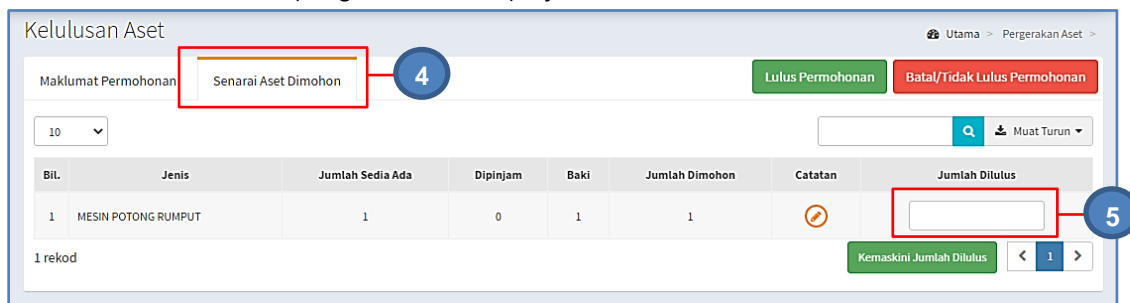 Kelulusan Aset
Utama > Pergerakan Aset >
Maklumat Permohonan
Senarai Aset Dimohon
4
Lulus Permohonan
Batal/Tidak Lulus Permohonan
10
Muat Turun
Bil. Jenis Jumlah Sedia Ada Dipinjam Baki Jumlah Dimohon Catatan Jumlah Dilulus
1 MESIN POTONG RUMPUT 1 0 1 1
5
1 rekod
Kemaskini Jumlah Dilulus
< 1 >